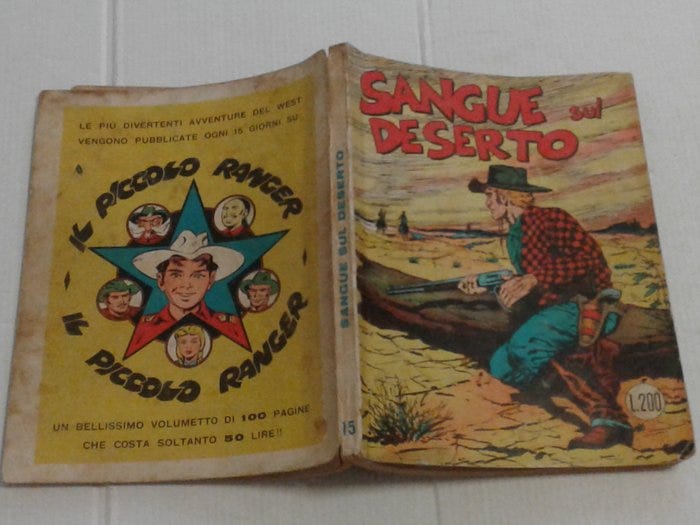 LE PIÙ DIVERTENTI AVVENTURE DEL WEST
VENGONO PUBBLICATE OGNI 15 GIORNI SU
IL PICCOLO RANGER
IL PICCOLO RANGER
UN BELLISSIMO VOLUMETTO DI 100 PAGINE
CHE COSTA SOLTANTO 50 LIRE!!
SANGUE SUL DESERTO
15
SANGUE sul
DESERTO
L.200